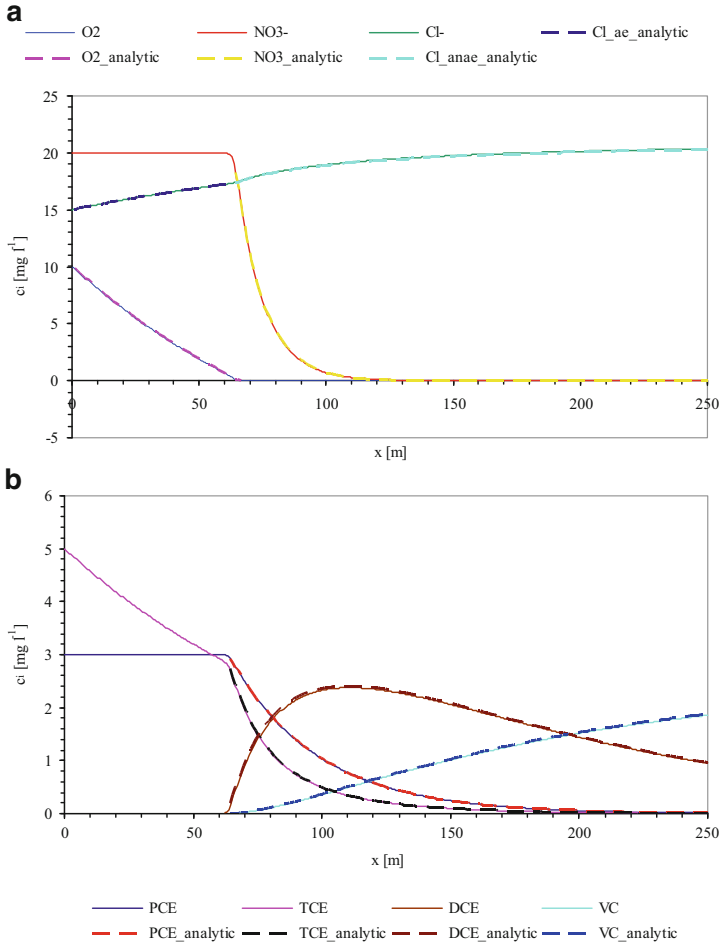 a
O2 NO3- Cl- Cl_ae_analytic
O2_analytic NO3_analytic Cl_anae_analytic
25
20
15
10
5
0
-5
0 50 100 150 200 250
ci [mg l-1]
x [m]
b
6
5
4
3
2
1
0
0 50 100 150 200 250
ci [mg l-1]
x [m]
PCE TCE DCE VC
PCE_analytic TCE_analytic DCE_analytic VC_analytic